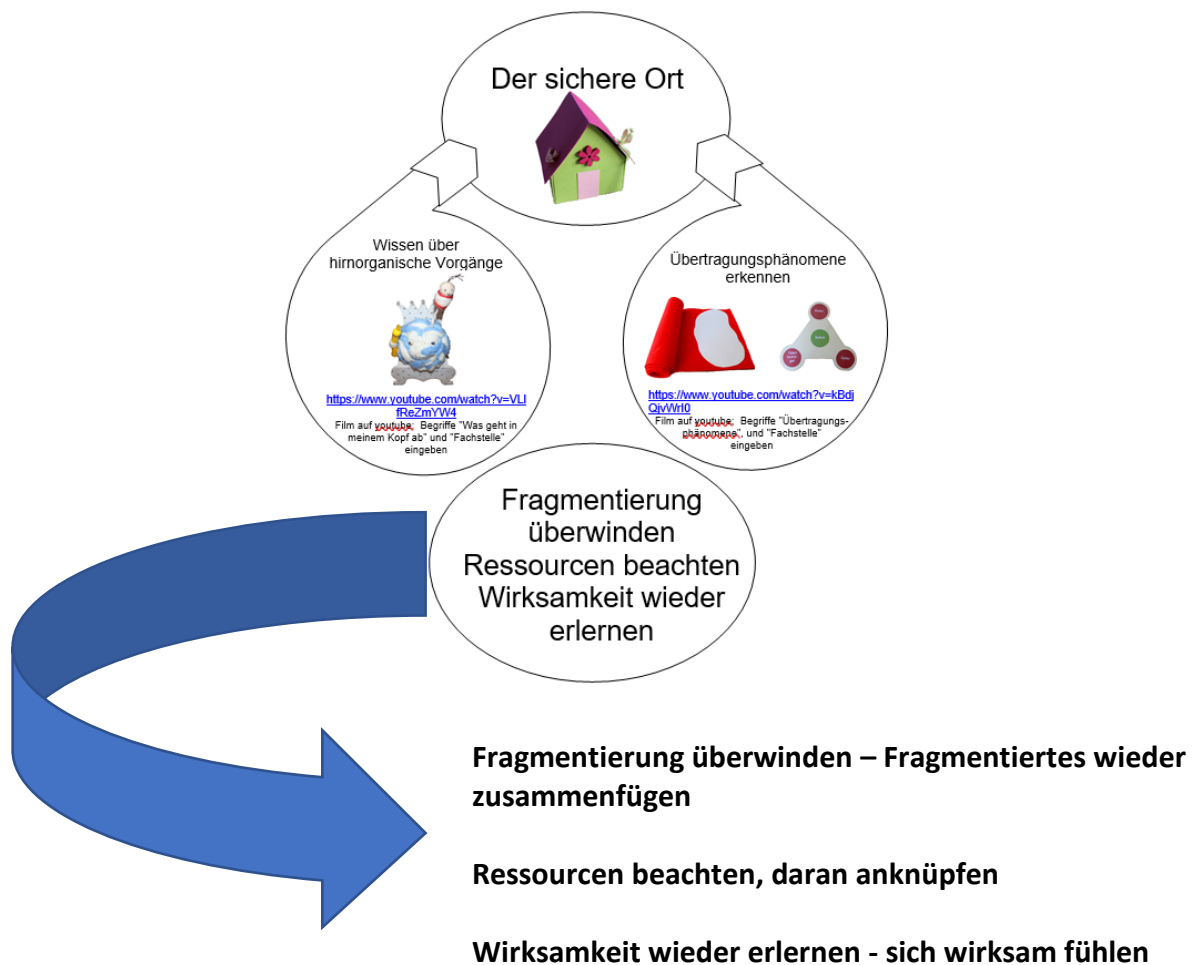 Der sichere Ort
Wissen über
hirnorganische Vorgänge
https://www.youtube.com/watch?v=VLI
fReZmYW4
Film auf youtube; Begriffe "Was geht in
meinem Kopf ab" und "Fachstelle"
eingeben
Übertragungsphänomene
erkennen
https://www.youtube.com/watch?v=kBdj
QjvWrI0
Film auf youtube; Begriffe "Übertragungs-
phänomene", und "Fachstelle"
eingeben
Fragmentierung
überwinden
Ressourcen beachten
Wirksamkeit wieder
erlernen
Fragmentierung überwinden – Fragmentiertes wieder
zusammenfügen
Ressourcen beachten, daran anknüpfen
Wirksamkeit wieder erlernen - sich wirksam fühlen